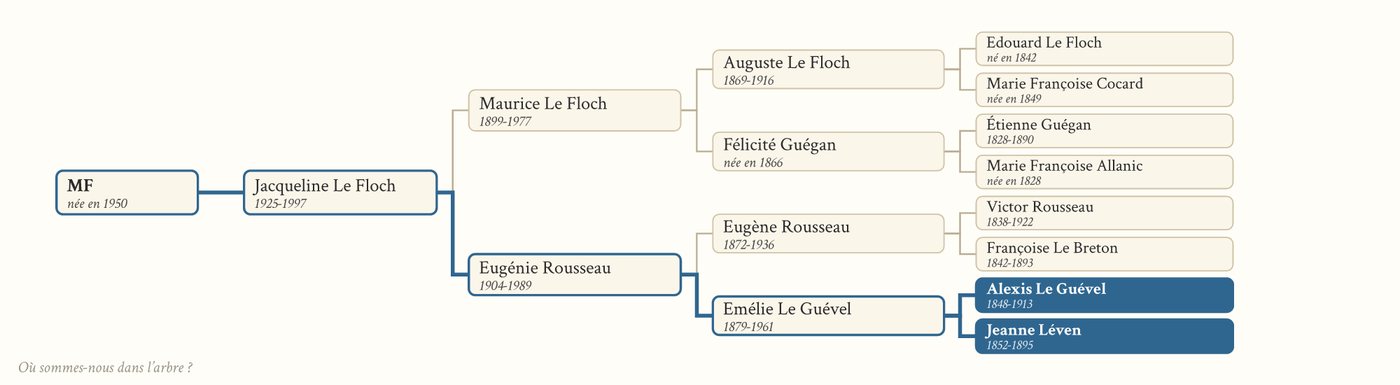 MF
née en 1950
Jacqueline Le Floch
1925-1997
Maurice Le Floch
1899-1977
Eugénie Rousseau
1904-1989
Auguste Le Floch
1869-1916
Félicité Guégan
née en 1866
Eugène Rousseau
1872-1936
Emélie Le Guével
1879-1961
Edouard Le Floch
né en 1842
Marie Françoise Cocard
née en 1849
Étienne Guégan
1828-1890
Marie Françoise Allanic
née en 1828
Victor Rousseau
1838-1922
Françoise Le Breton
1842-1893
Alexis Le Guével
1848-1913
Jeanne Léven
1852-1895
Où sommes-nous dans l'arbre ?